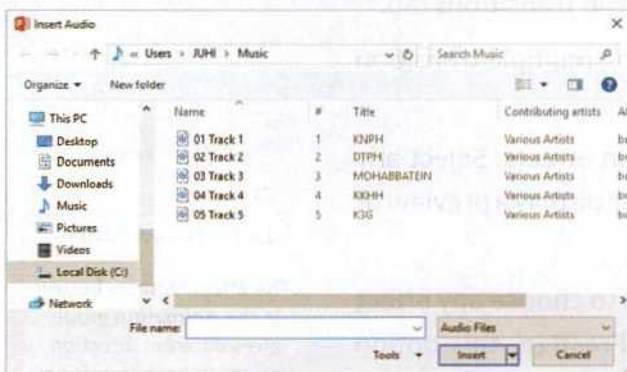 Insert Audio
« Users > JUHI > Music
Search Music
Organize
New folder
Name # Title Contributing artists
This PC
Desktop
Documents
Downloads
Music
Pictures
Videos
Local Disk (C:)
Network
01 Track 1 1 KNPH Various Artists
02 Track 2 2 DTPH Various Artists
03 Track 3 3 MOHABBATEIN Various Artists
04 Track 4 4 KKHH Various Artists
05 Track 5 5 K3G Various Artists
File name:
Audio Files
Tools
Insert
Cancel